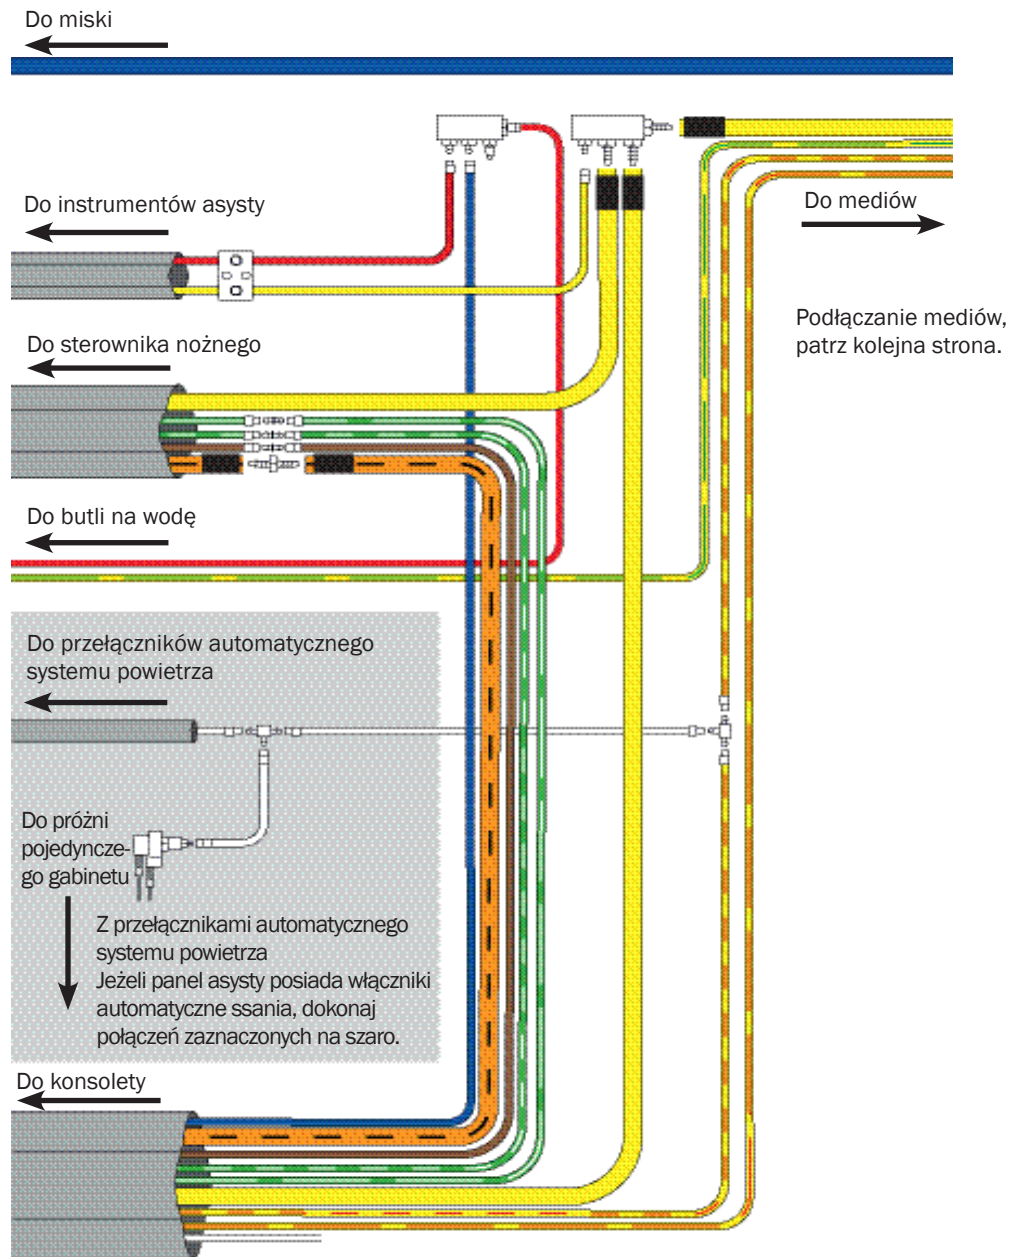 Do miski
Do instrumentów asysty
Do mediów
Podłączanie mediów,
patrz kolejna strona.
Do sterownika nożnego
Do butli na wodę
Do przełączników automatycznego
systemu powietrza
Do próżni
pojedyncze-
go gabinetu
Z przełącznikami automatycznego
systemu powietrza
Jeżeli panel asysty posiada włączniki
automatyczne ssania, dokonaj
połączeń zaznaczonych na szaro.
Do konsolety